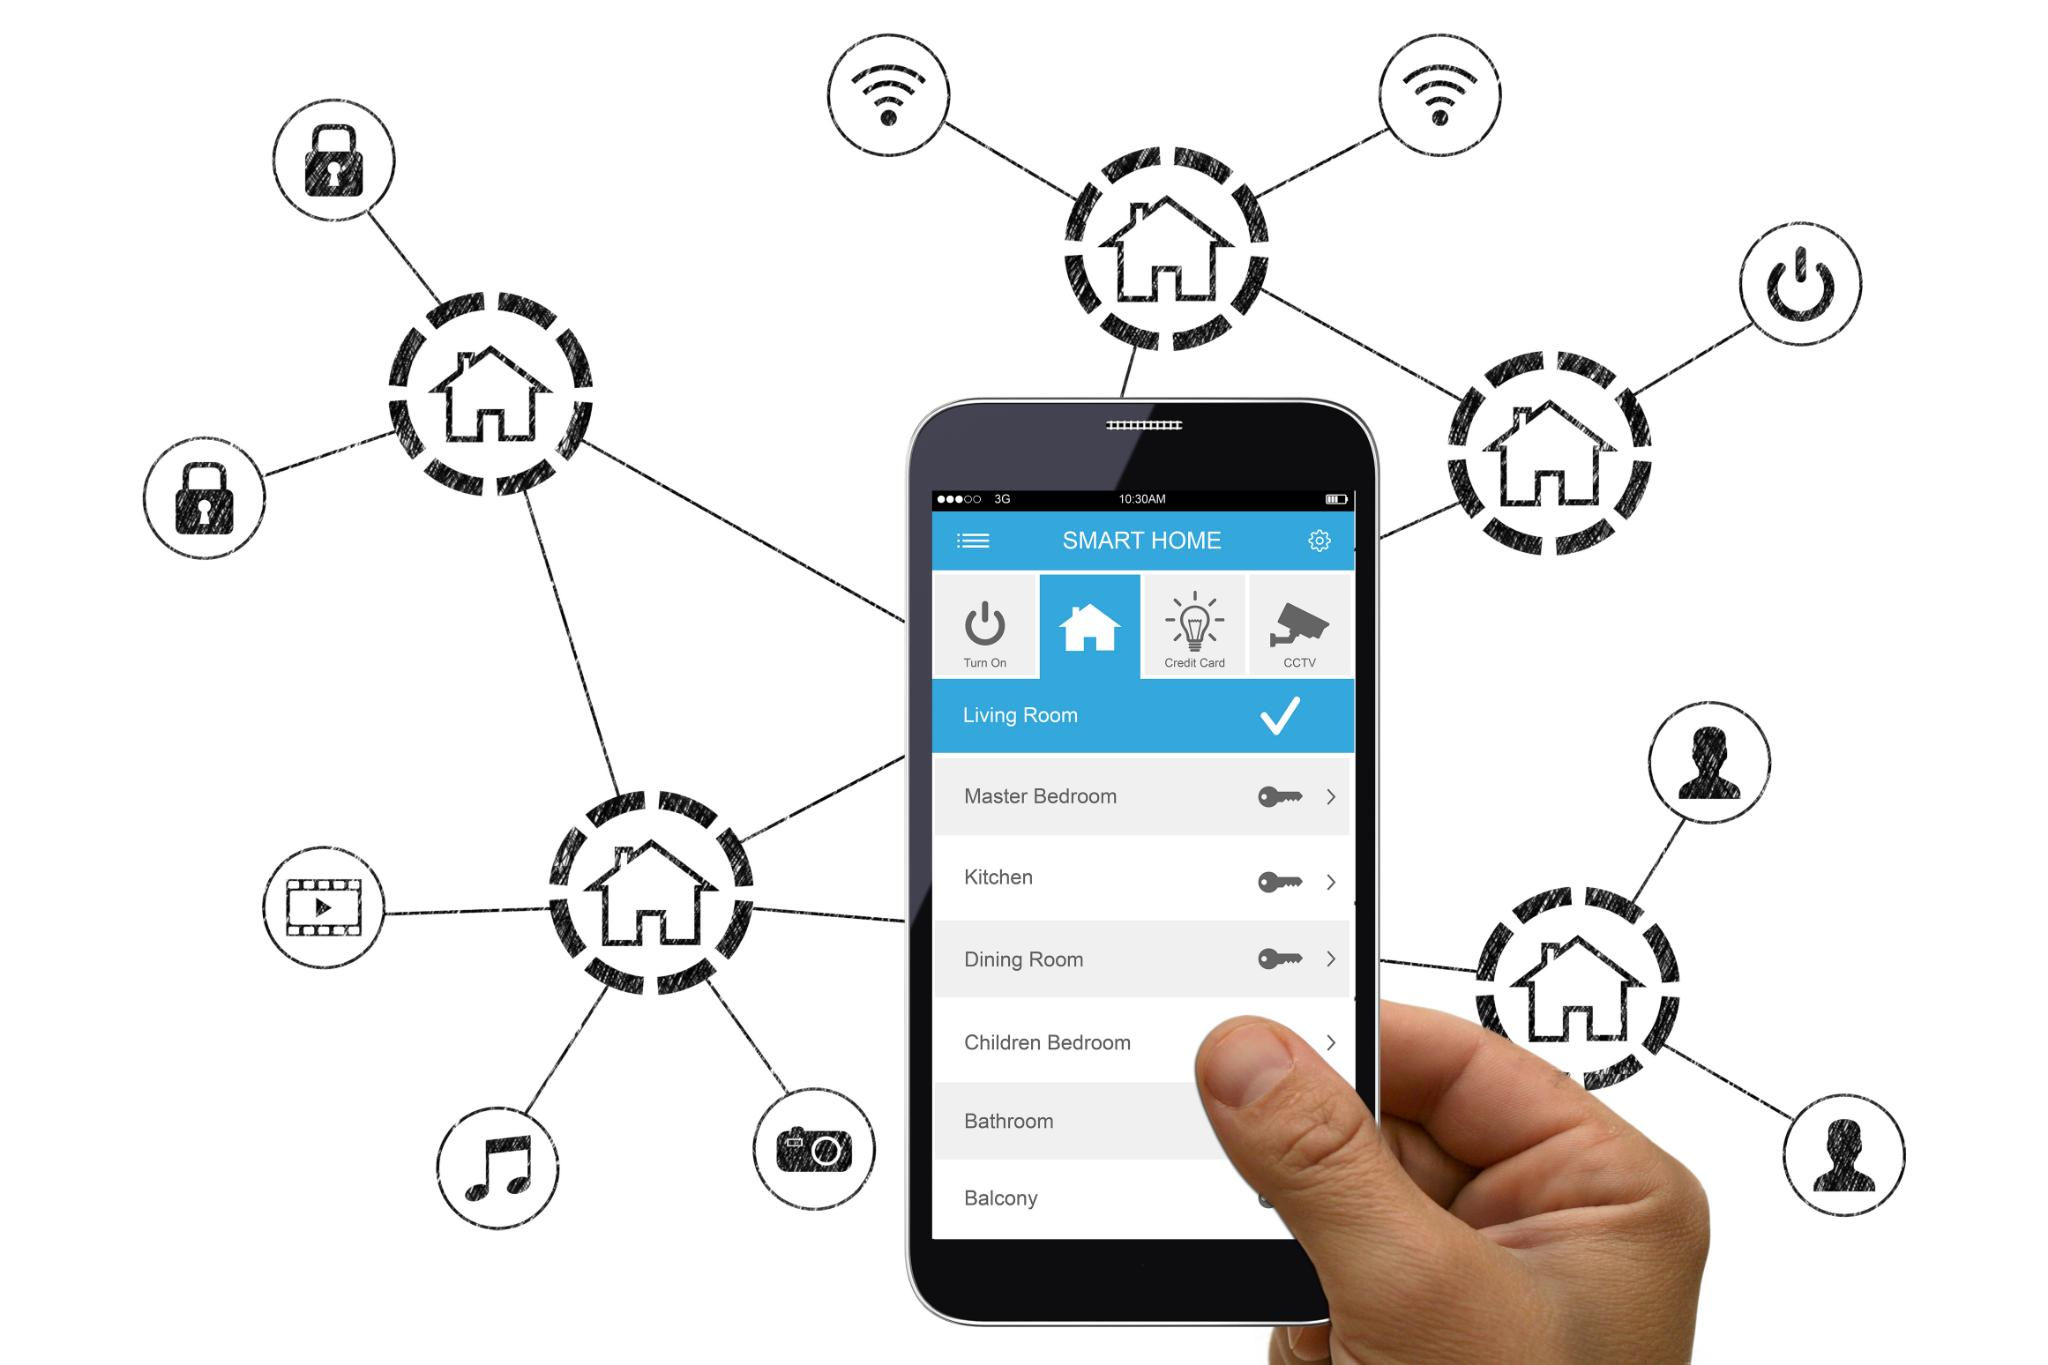 3G 10:30AM
SMART HOME
Turn On
Credit Card
CCTV
Living Room
Master Bedroom
Kitchen
Dining Room
Children Bedroom
Bathroom
Balcony